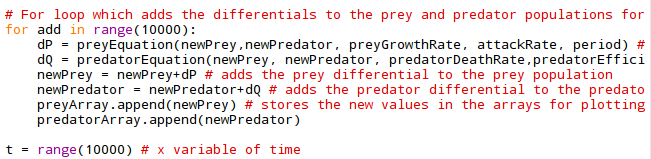 # For loop which adds the differentials to the prey and predator populations for
for add in range(10000):
    dP = preyEquation(newPrey,newPredator, preyGrowthRate, attackRate, period) #
    dQ = predatorEquation(newPrey, newPredator, predatorDeathRate,predatorEffici
    newPrey = newPrey+dP # adds the prey differential to the prey population
    newPredator = newPredator+dQ # adds the predator differential to the predato
    preyArray.append(newPrey) # stores the new values in the arrays for plotting
    predatorArray.append(newPredator)

t = range(10000) # x variable of time